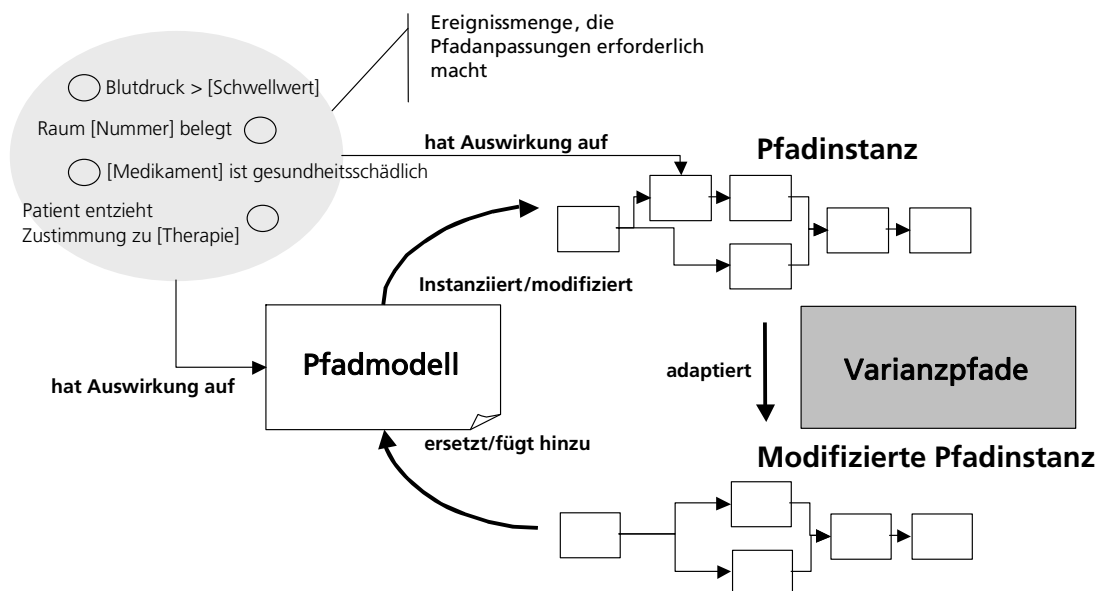 Ereignissmenge, die
Pfadanpassungen erforderlich
macht
Blutdruck > [Schwellwert]
Raum [Nummer] belegt
[Medikament] ist gesundheitsschädlich
Patient entzieht
Zustimmung zu [Therapie]
hat Auswirkung auf
Pfadinstanz
Instanziiert/modifiziert
Pfadmodell
hat Auswirkung auf
adaptiert
Varianzpfade
ersetzt/fügt hinzu
Modifizierte Pfadinstanz